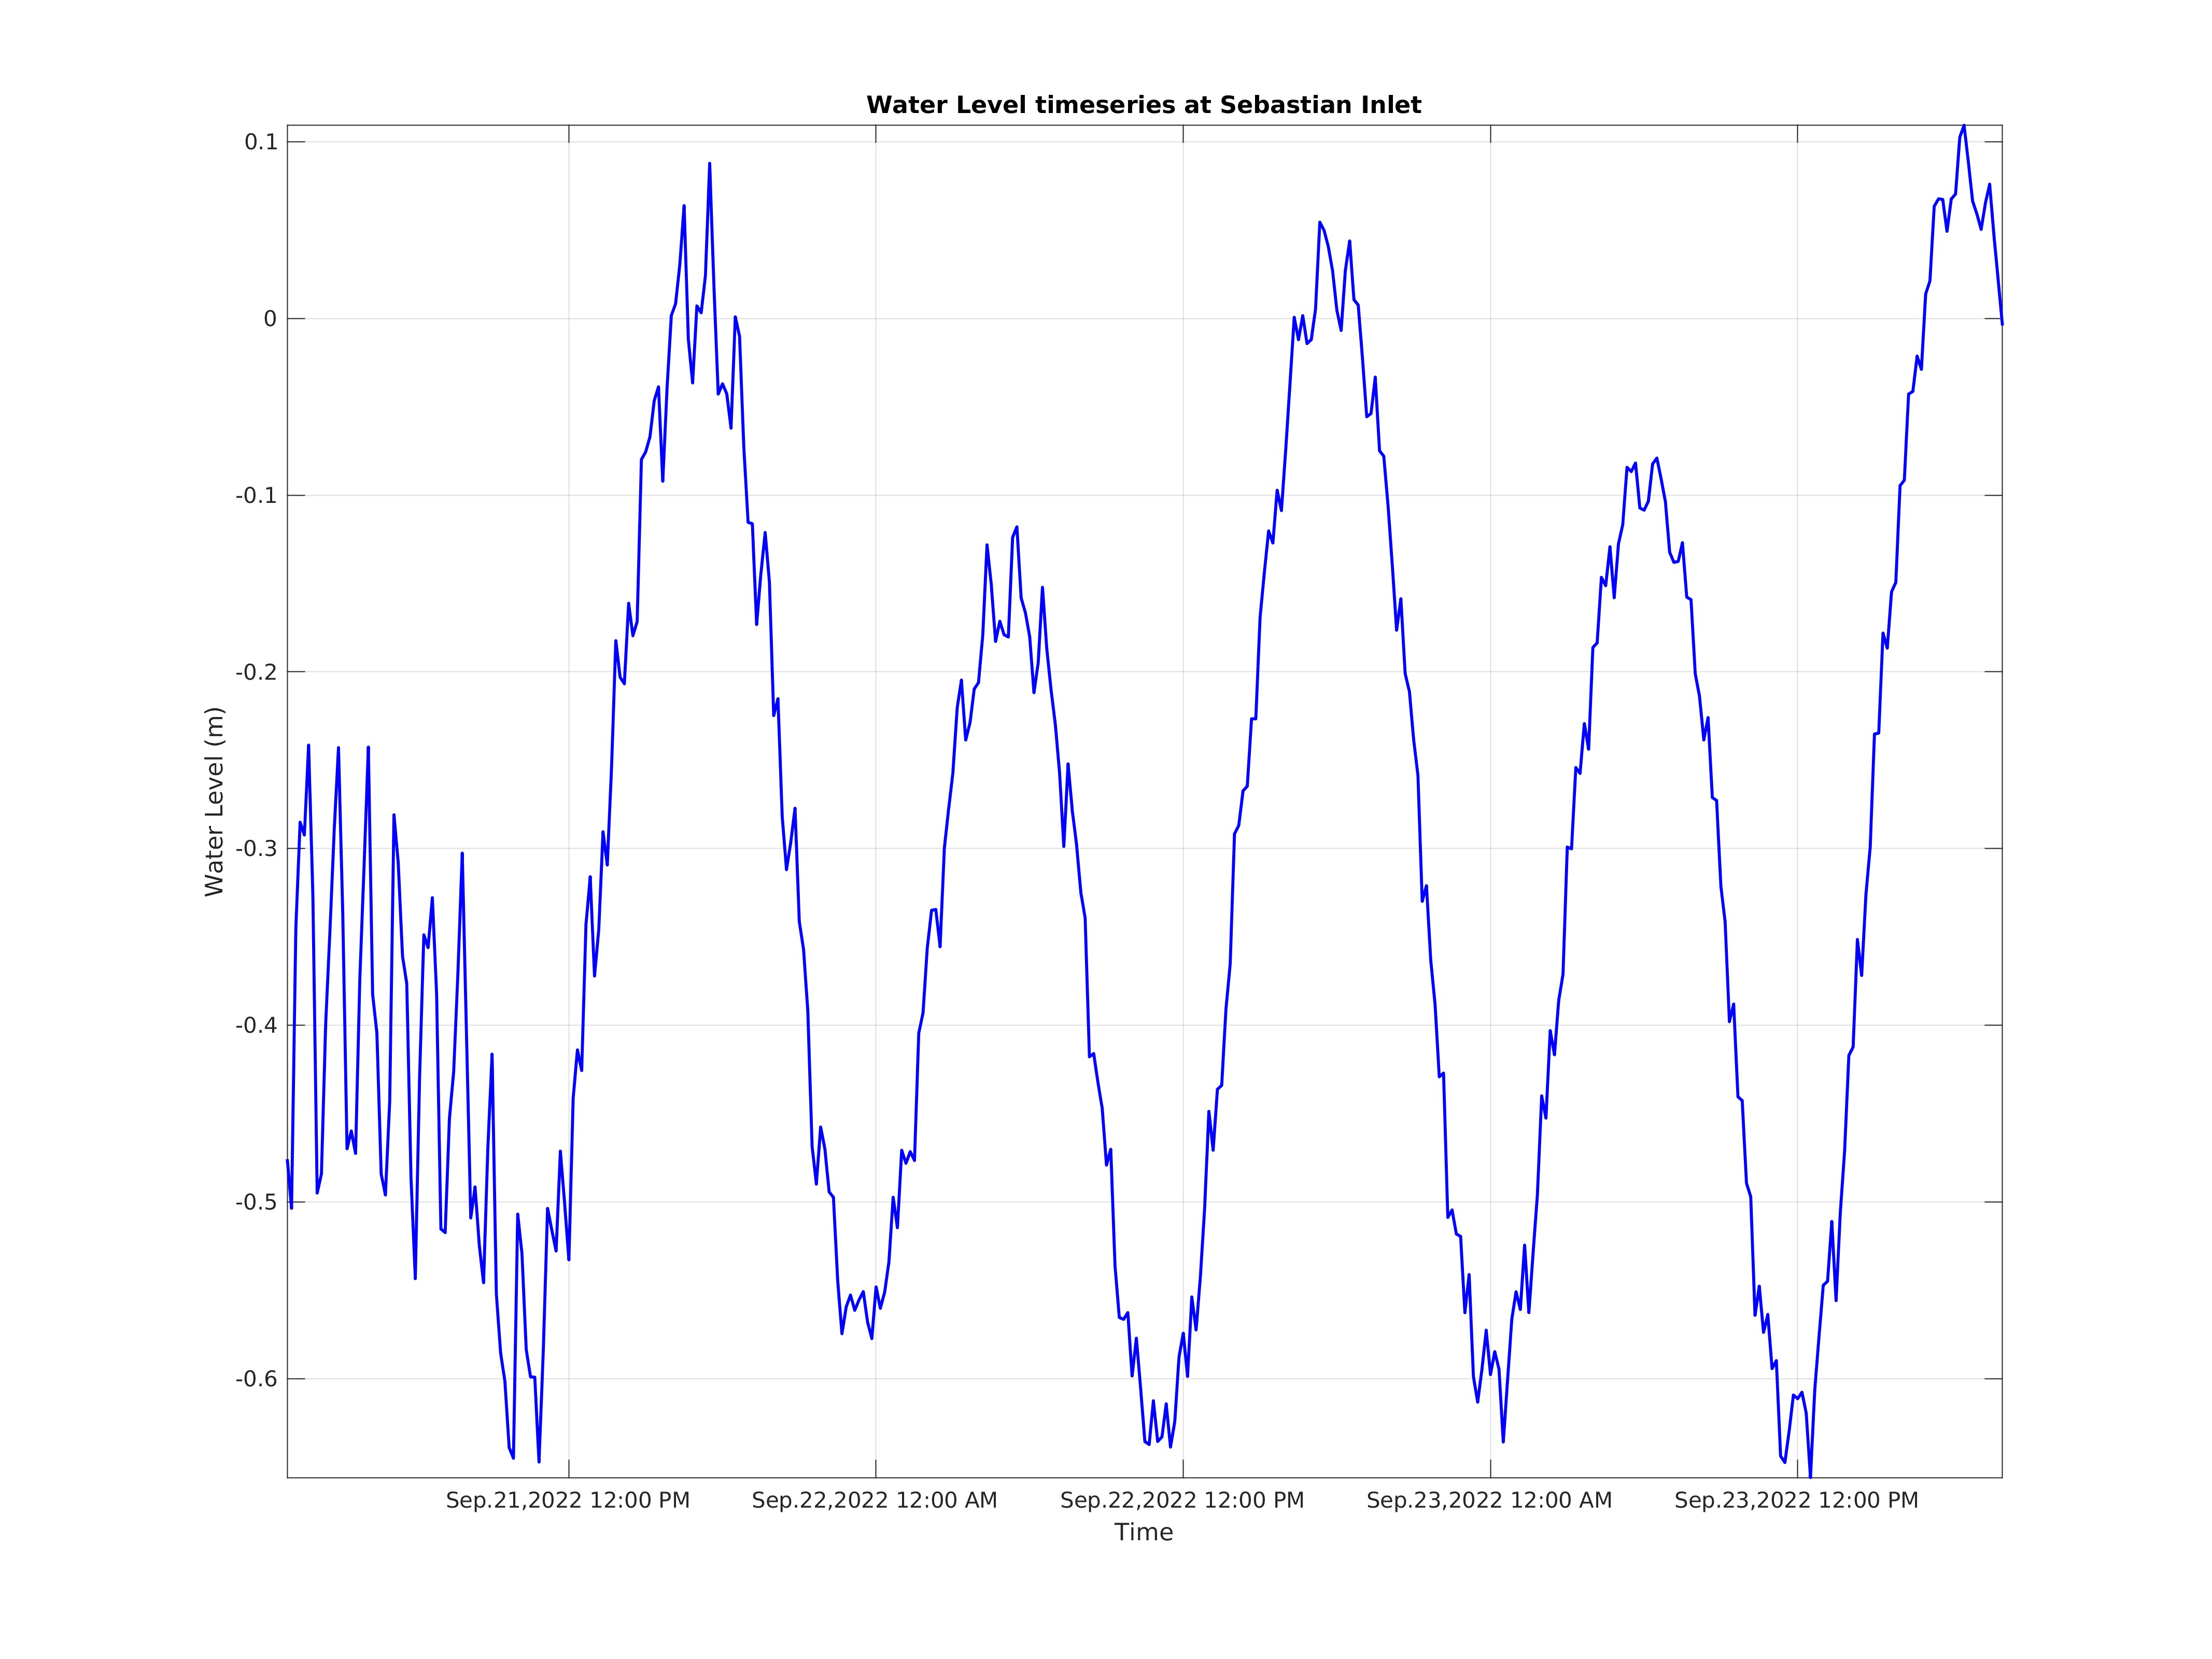 Water Level timeseries at Sebastian Inlet
0.1
0
-0.1
-0.2
-0.3
-0.4
-0.5
-0.6
Water Level (m)
Sep.21,2022 12:00 PM
Sep.22,2022 12:00 AM
Sep.22,2022 12:00 PM
Sep.23,2022 12:00 AM
Sep.23,2022 12:00 PM
Time